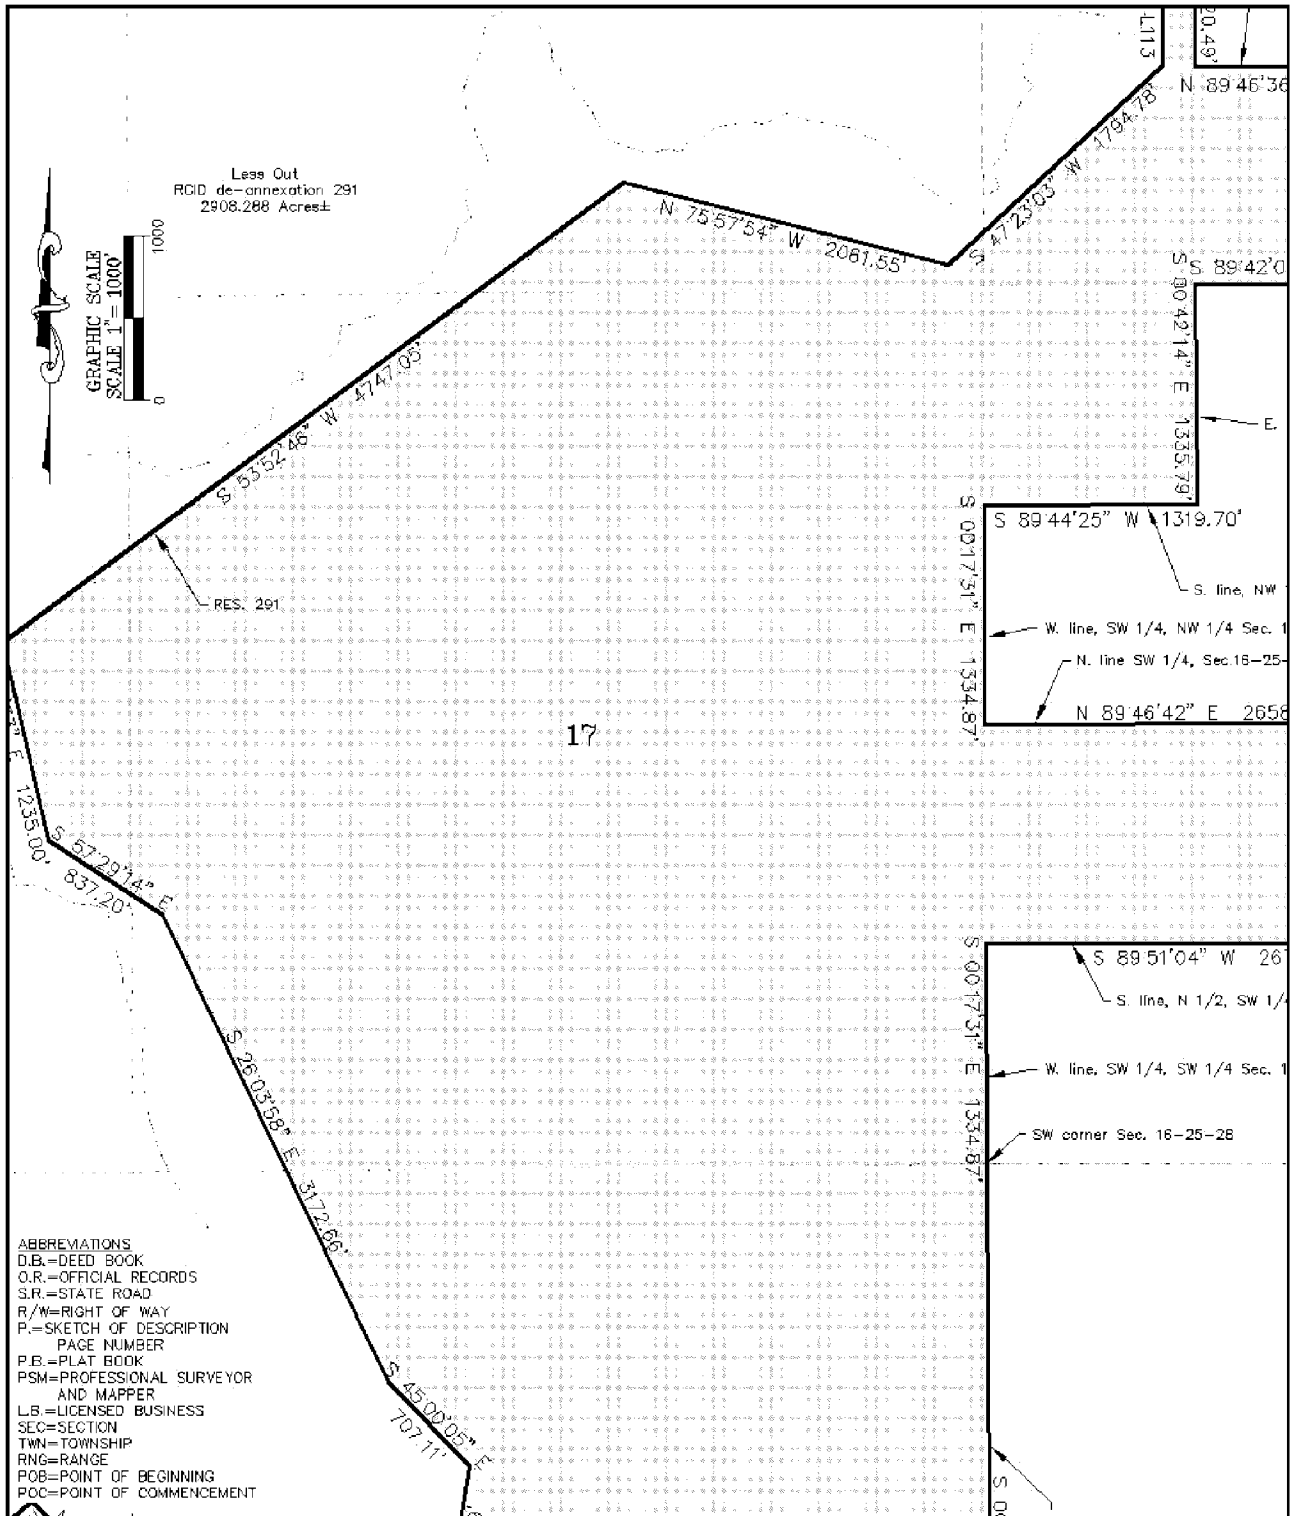 L113
20.49'
N 89°46'36
S 47°23'03" W 1794.78'
Less Out
RCID de-annexation 291
2908.288 Acres±
N 75°57'54" W 2061.55'
S 89°42'0
S 00°42'14" E 1335.79'
GRAPHIC SCALE
SCALE 1"= 1000'
0
1000
S 53°52'46" W 4747.05'
E.
S 89°44'25" W 1319.70'
S 00°17'31" E 1334.87'
S. line, NW
RES. 291
W. line, SW 1/4, NW 1/4 Sec. 1
N. line SW 1/4, Sec.16-25-
N 89°46'42" E 2658
17
E 1235.00'
S 57°29'14" E
837.20'
S 89°51'04" W 26
S 00°17'31" E 1334.87'
S. line, N 1/2, SW 1/
W. line, SW 1/4, SW 1/4 Sec. 1
S 26°03'58" E 3172.66'
SW corner Sec. 16-25-28
ABBREVIATIONS
D.B.=DEED BOOK
O.R.=OFFICIAL RECORDS
S.R.=STATE ROAD
R/W=RIGHT OF WAY
P.=SKETCH OF DESCRIPTION
PAGE NUMBER
P.B.=PLAT BOOK
PSM=PROFESSIONAL SURVEYOR
AND MAPPER
L.B.=LICENSED BUSINESS
SEC=SECTION
TWN=TOWNSHIP
RNG=RANGE
POB=POINT OF BEGINNING
POC=POINT OF COMMENCEMENT
S 45°00'05" E
707.11'
S 00